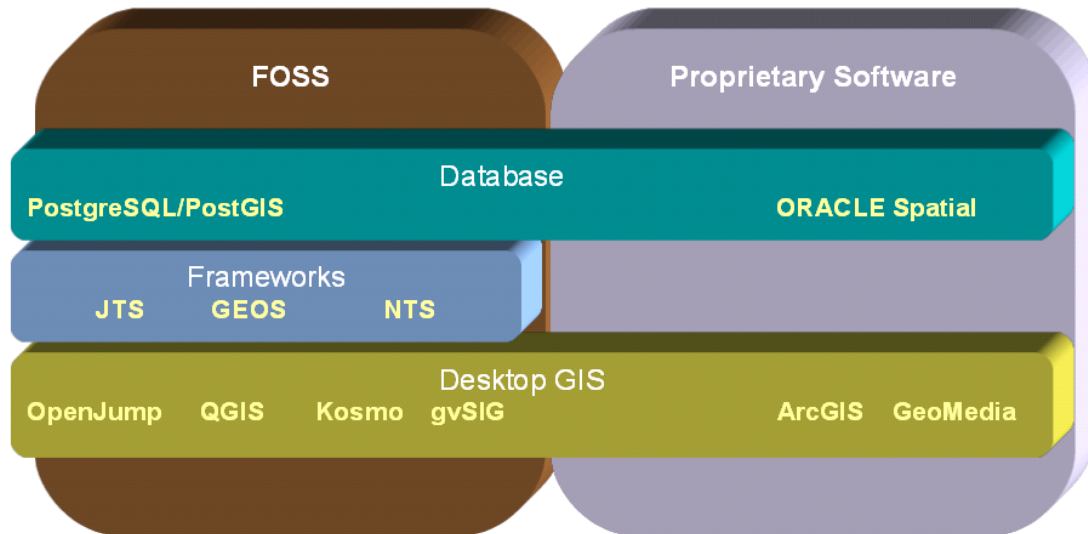 FOSS Proprietary Software
Database
PostgreSQL/PostGIS ORACLE Spatial
Frameworks
JTS GEOS NTS
Desktop GIS
OpenJump QGIS Kosmo gvSIG ArcGIS GeoMedia